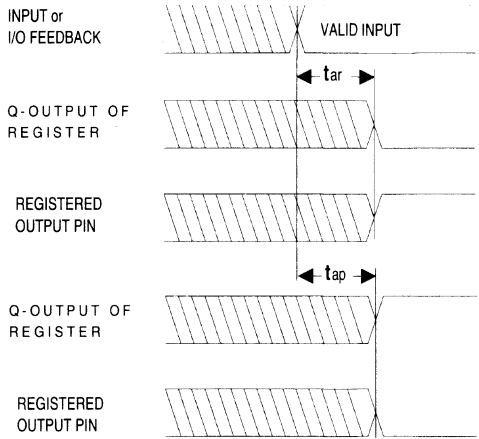 INPUT or
I/O FEEDBACK
VALID INPUT
tar
Q-OUTPUT OF
REGISTER
REGISTERED
OUTPUT PIN
tap
Q-OUTPUT OF
REGISTER
REGISTERED
OUTPUT PIN